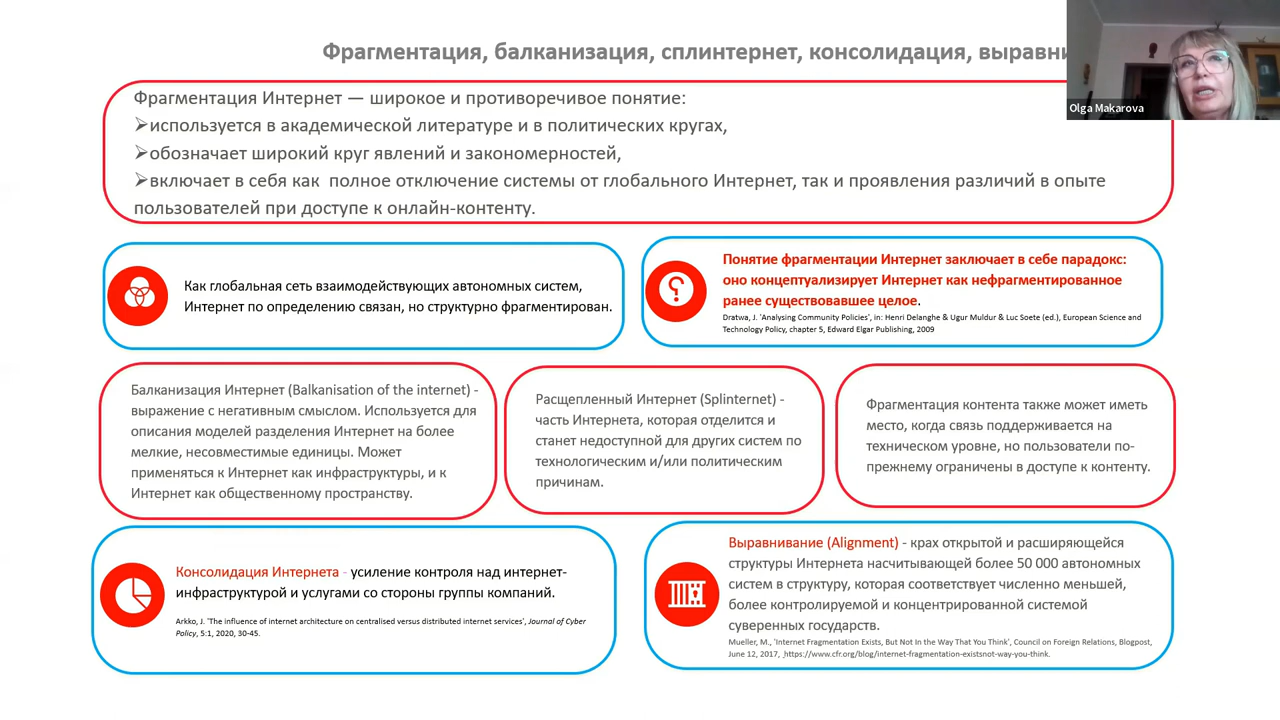 Фрагментация, балканизация, сплинтернет, консолидация,
Olga Makarova
Фрагментация Интернет — широкое и противоречивое понятие:
➢используется в академической литературе и в политических кругах,
➢обозначает широкий круг явлений и закономерностей,
➢включает в себя как полное отключение системы от глобального Интернет, так и проявления различий в опыте
пользователей при доступе к онлайн-контенту.
Как глобальная сеть взаимодействующих автономных систем,
Интернет по определению связан, но структурно фрагментирован.
Понятие фрагментации Интернет заключает в себе парадокс:
оно концептуализирует Интернет как нефрагментированное
ранее существовавшее целое.
Dratwa, J. 'Analysing Community Policies', in: Henri Delanghe & Ugur Muldur & Luc Soete (ed.), European Science and
Technology Policy, chapter 5, Edward Elgar Publishing, 2009
Балканизация Интернет (Balkanisation of the internet) -
выражение с негативным смыслом. Используется для
описания моделей разделения Интернет на более
мелкие, несовместимые единицы. Может
применяться к Интернет как инфраструктуры, и к
Интернет как общественному пространству.
Расщепленный Интернет (Splinternet) -
часть Интернета, которая отделится и
станет недоступной для других систем по
технологическим и/или политическим
причинам.
Фрагментация контента также может иметь
место, когда связь поддерживается на
техническом уровне, но пользователи по-
прежнему ограничены в доступе к контенту.
Консолидация Интернета - усиление контроля над интернет-
инфраструктурой и услугами со стороны группы компаний.
Arkko, J. 'The influence of internet architecture on centralised versus distributed internet services', Journal of Cyber
Policy, 5:1, 2020, 30-45.
Выравнивание (Alignment) - крах открытой и расширяющейся
структуры Интернета насчитывающей более 50 000 автономных
систем в структуру, которая соответствует численно меньшей,
более контролируемой и концентрированной системой
суверенных государств.
Mueller, M., 'Internet Fragmentation Exists, But Not In the Way That You Think', Council on Foreign Relations, Blogpost,
June 12, 2017, https://www.cfr.org/blog/internet-fragmentation-existsnot-way-you-think.